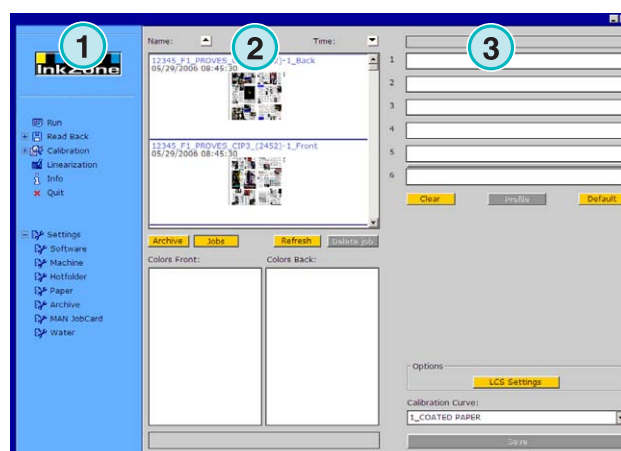 1
InkZone
Run
Read Back
Calibration
Linearization
Info
Quit
Settings
Software
Machine
Hotfolder
Paper
Archive
MAN JobCard
Water
2
Name:
Time:
12345_F1_PROVES_ (2452)-1_Back
05/29/2006 08:45:30
12345_F1_PROVES_CIP3_(2452)-1_Front
05/29/2006 08:45:30
Archive
Jobs
Refresh
Delete job
Colors Front:
Colors Back:
3
1
2
3
4
5
6
Clear
Profile
Default
Options
LCS Settings
Calibration Curve:
1_COATED PAPER
Save